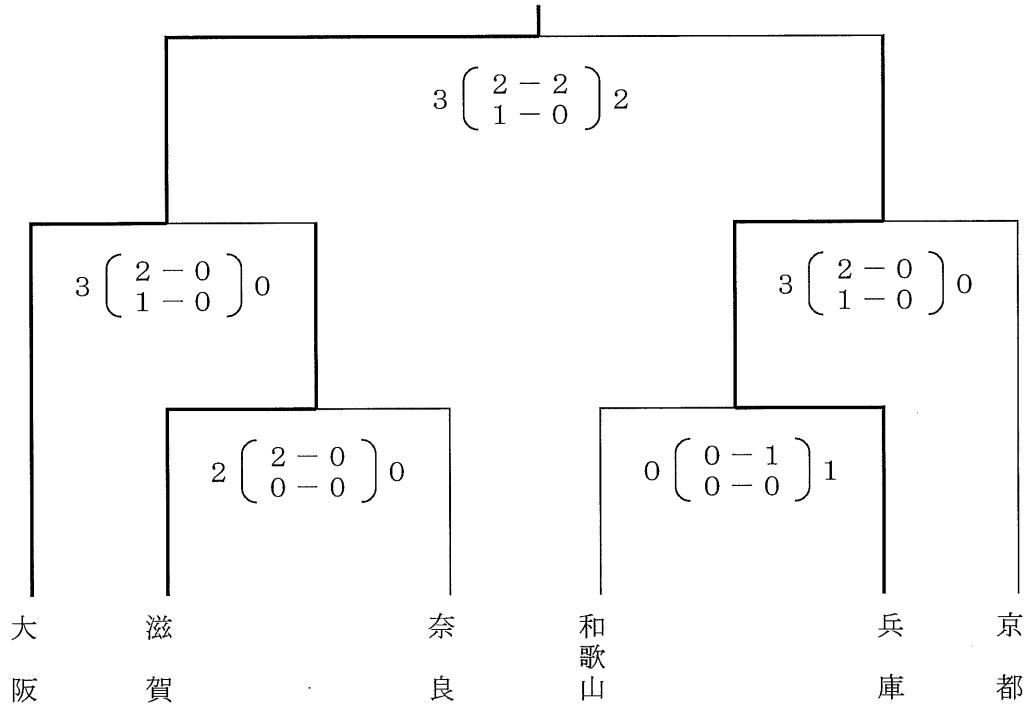 3 ( 2 － 2 ) 2
1 － 0
3 ( 2 － 0 ) 0
1 － 0
3 ( 2 － 0 ) 0
1 － 0
2 ( 2 － 0 ) 0
0 － 0
0 ( 0 － 1 ) 1
0 － 0
大阪
滋賀
奈良
和歌山
兵庫
京都